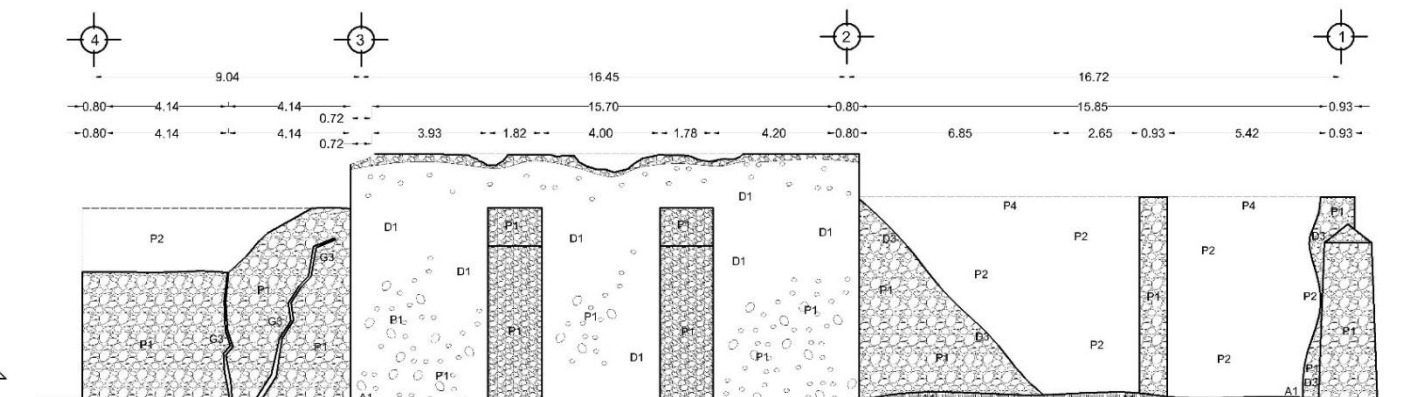 4 3 2 1
9.04 16.45 16.72
0.80 4.14 4.14 15.70 0.80 15.85 0.93
0.72
0.80 4.14 4.14 3.93 1.82 4.00 1.78 4.20 0.80 6.85 2.65 0.93 5.42 0.93
0.72
D1
P4 P4
P1
D1 P1 D1 P1 D1
P2 D3 P2 D3
G3 D1 D1 P2 P2
P1 P1 P1 P1 P2
G3 P1 P1 P1
G3 P1 P1 P1 P1 D3 P1
P1 P2
D1 P1 P1 P2
P1 P1
D3
A1 A1